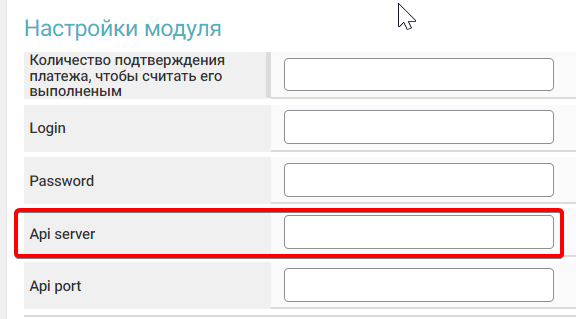 Настройки модуля
Количество подтверждения
платежа, чтобы считать его
выполненым
Login
Password
Api server
Api port